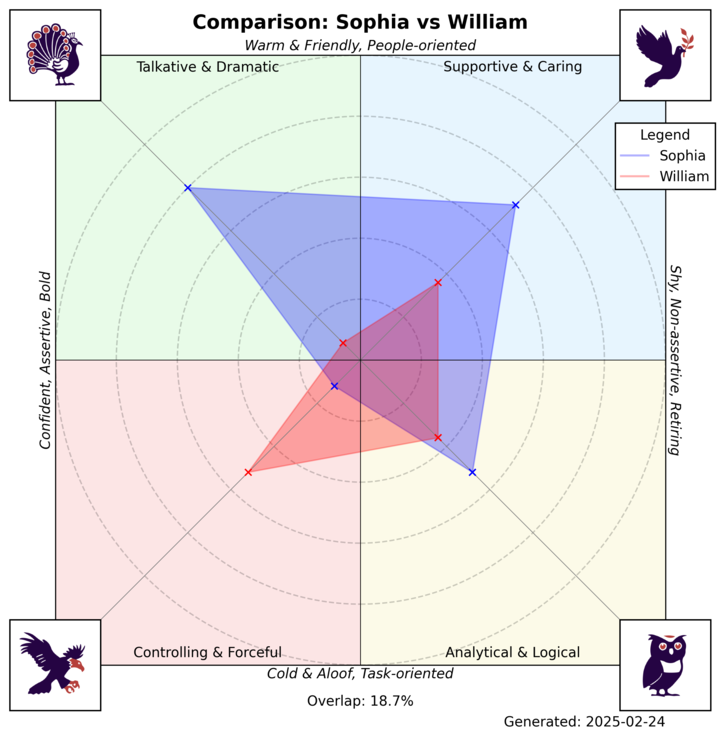 Comparison: Sophia vs William
Warm & Friendly, People-oriented
Talkative & Dramatic
Supportive & Caring
Legend
Sophia
William
Confident, Assertive, Bold
Shy, Non-assertive, Retiring
Controlling & Forceful
Analytical & Logical
Cold & Aloof, Task-oriented
Overlap: 18.7%
Generated: 2025-02-24